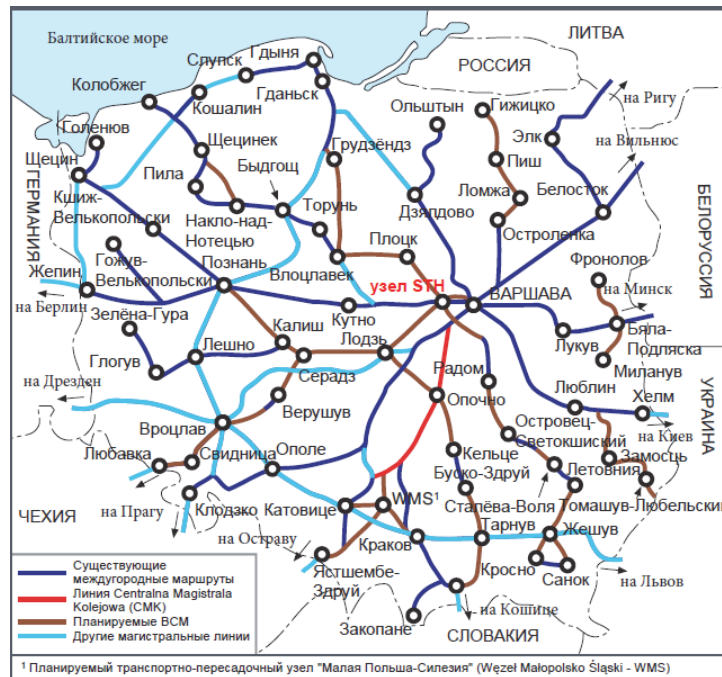 Балтийское море
ЛИТВА
РОССИЯ
Гдыня
Слупск
Колобжег
Кошалин
Гданьск
Ольштын
Гижицко
на Ригу
Голенюв
Щецинек
Грудзёндз
Элк
на Вильнюс
Щецин
Пила
Быдгощ
Пиш
ГЕРМАНИЯ
Ломжа
Белосток
Кшиж-
Велькопольски
Накло-над-
Нотецью
Торунь
Дзялдово
БЕЛОРУССИЯ
Остроленка
Гожув-
Велькопольски
Познань
Плоцк
Влоцлавек
Фронолов
Жепин
узел STH
ВАРШАВА
на Минск
на Берлин
Зелёна-Гура
Кутно
Калиш
Лодзь
Бяла-
Подляска
Глогув
Лешно
Лукув
Миланув
Серадз
Радом
на Дрезден
Опочно
Люблин
Хелм
УКРАИНА
Верушув
Вроцлав
Островец-
Светокшиский
на Киев
Любавка
Свидница
Ополе
Кельце
Буско-Здруй
Замосць
Летовния
WMS¹
Сталёва-Воля
Томашув-Любельский
ЧЕХИЯ
на Прагу
Клодзко
Катовице
Тарнув
Жешув
на Остраву
Краков
Ястшембе-
Здруй
Кросно
Санок
на Львов
на Кошице
Закопане
СЛОВАКИЯ
Существующие
междугородные маршруты
Линия Centralna Magistrala
Kolejowa (CMK)
Планируемые ВСМ
Другие магистральные линии
¹ Планируемый транспортно-пересадочный узел "Малая Польша-Силезия" (Węzeł Małopolsko Śląski - WMS)